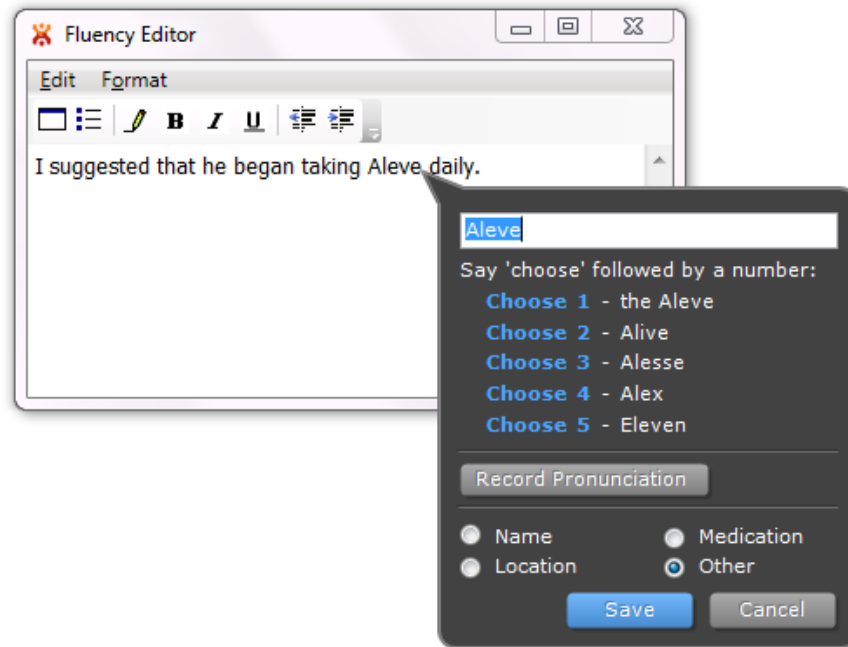 Fluency Editor
Edit Format
B I U
I suggested that he began taking Aleve daily.
Aleve
Say 'choose' followed by a number:
Choose 1 - the Aleve
Choose 2 - Alive
Choose 3 - Alesse
Choose 4 - Alex
Choose 5 - Eleven
Record Pronunciation
Name Medication
Location Other
Save Cancel